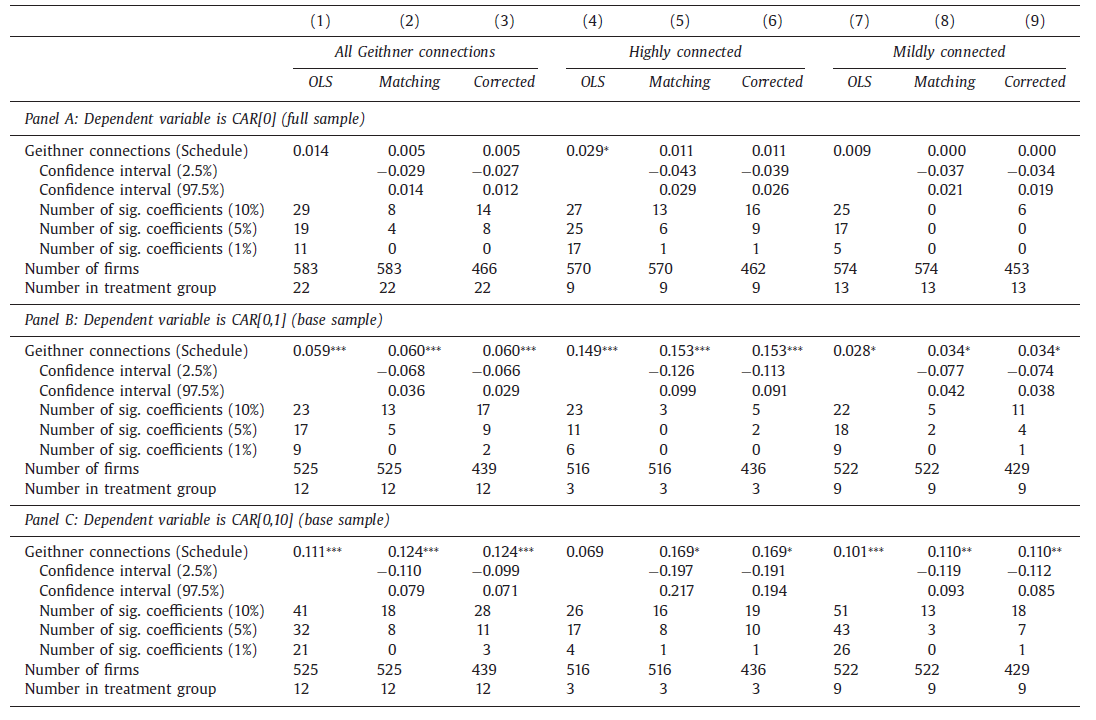 (1) (2) (3) (4) (5) (6) (7) (8) (9)
All Geithner connections Highly connected Mildly connected
OLS Matching Corrected OLS Matching Corrected OLS Matching Corrected
Panel A: Dependent variable is CAR[0] (full sample)
Geithner connections (Schedule) 0.014 0.005 0.005 0.029* 0.011 0.011 0.009 0.000 0.000
Confidence interval (2.5%) −0.029 −0.027 −0.043 −0.039 −0.037 −0.034
Confidence interval (97.5%) 0.014 0.012 0.029 0.026 0.021 0.019
Number of sig. coefficients (10%) 29 8 14 27 13 16 25 0 6
Number of sig. coefficients (5%) 19 4 8 25 6 9 17 0 0
Number of sig. coefficients (1%) 11 0 0 17 1 1 5 0 0
Number of firms 583 583 466 570 570 462 574 574 453
Number in treatment group 22 22 22 9 9 9 13 13 13
Panel B: Dependent variable is CAR[0,1] (base sample)
Geithner connections (Schedule) 0.059*** 0.060*** 0.060*** 0.149*** 0.153*** 0.153*** 0.028* 0.034* 0.034*
Confidence interval (2.5%) −0.068 −0.066 −0.126 −0.113 −0.077 −0.074
Confidence interval (97.5%) 0.036 0.029 0.099 0.091 0.042 0.038
Number of sig. coefficients (10%) 23 13 17 23 3 5 22 5 11
Number of sig. coefficients (5%) 17 5 9 11 0 2 18 2 4
Number of sig. coefficients (1%) 9 0 2 6 0 0 9 0 1
Number of firms 525 525 439 516 516 436 522 522 429
Number in treatment group 12 12 12 3 3 3 9 9 9
Panel C: Dependent variable is CAR[0,10] (base sample)
Geithner connections (Schedule) 0.111*** 0.124*** 0.124*** 0.069 0.169* 0.169* 0.101*** 0.110** 0.110**
Confidence interval (2.5%) −0.110 −0.099 −0.197 −0.191 −0.119 −0.112
Confidence interval (97.5%) 0.079 0.071 0.217 0.194 0.093 0.085
Number of sig. coefficients (10%) 41 18 28 26 16 19 51 13 18
Number of sig. coefficients (5%) 32 8 11 17 8 10 43 3 7
Number of sig. coefficients (1%) 21 0 3 4 1 1 26 0 1
Number of firms 525 525 439 516 516 436 522 522 429
Number in treatment group 12 12 12 3 3 3 9 9 9